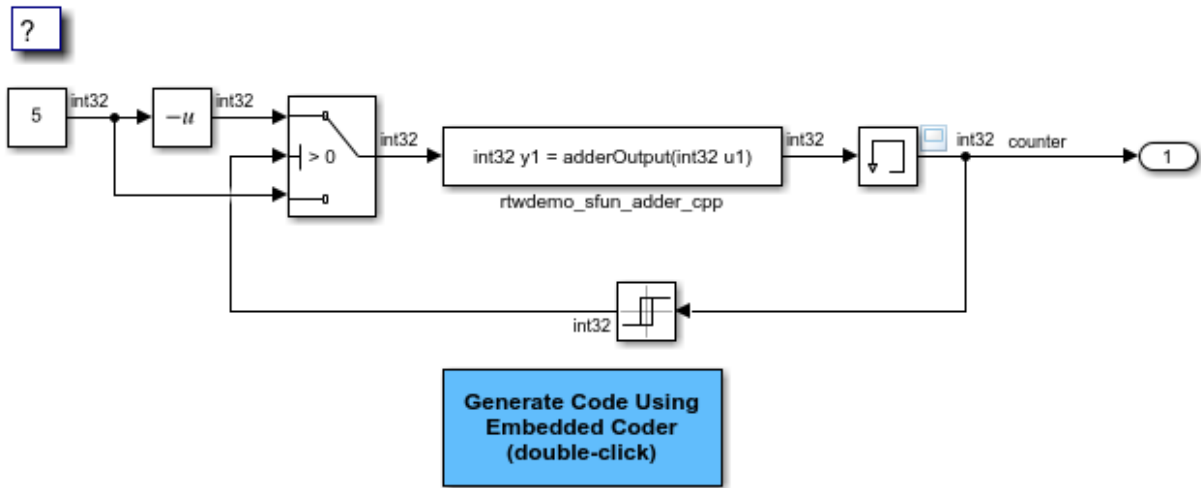 ?
5
int32
−u
int32
> 0
int32
int32 y1 = adderOutput(int32 u1)
int32
int32 counter
1
rtwdemo_sfun_adder_cpp
int32
Generate Code Using
Embedded Coder
(double-click)